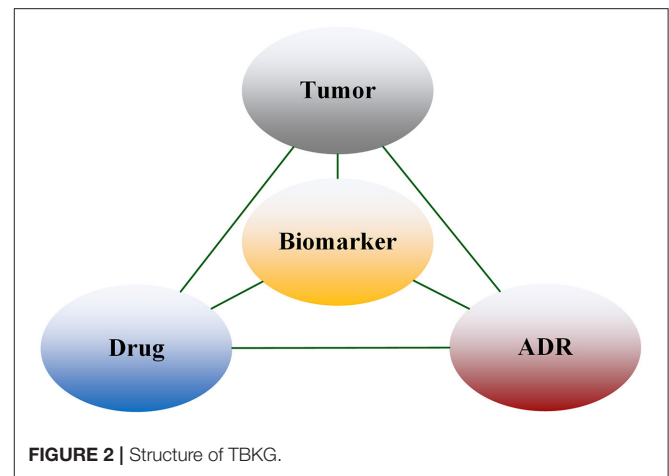 Tumor
Biomarker
Drug
ADR
FIGURE 2 | Structure of TBKG.